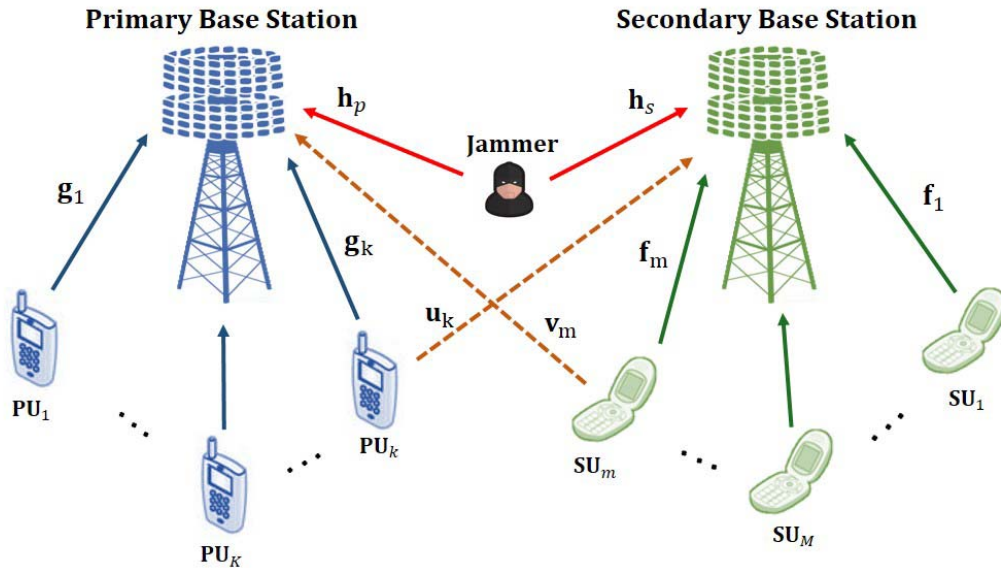 Primary Base Station
Secondary Base Station
h_p
h_s
Jammer
g_1
f_1
g_k
f_m
u_k
v_m
PU_1
PU_k
SU_m
SU_1
PU_K
SU_M